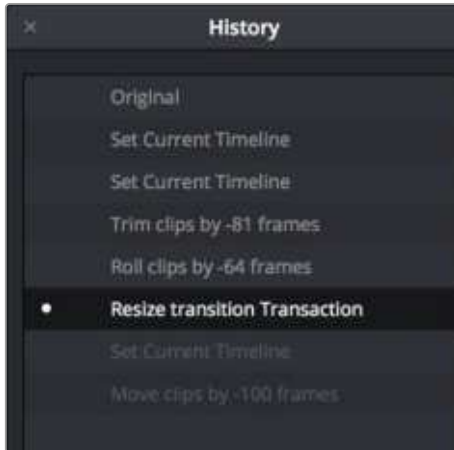 History
Original
Set Current Timeline
Set Current Timeline
Trim clips by -81 frames
Roll clips by -64 frames
Resize transition Transaction
Set Current Timeline
Move clips by -100 frames